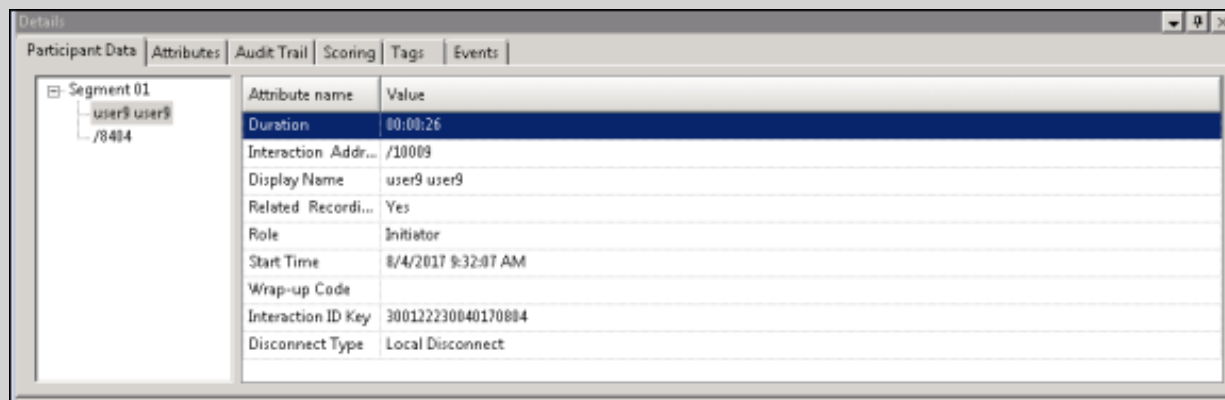 Details
Participant Data Attributes Audit Trail Scoring Tags Events
Segment 01
user9 user9
/8404
Attribute name Value
Duration 00:00:26
Interaction Addr... /10009
Display Name user9 user9
Related Recordi... Yes
Role Initiator
Start Time 8/4/2017 9:32:07 AM
Wrap-up Code
Interaction ID Key 300122230040170804
Disconnect Type Local Disconnect